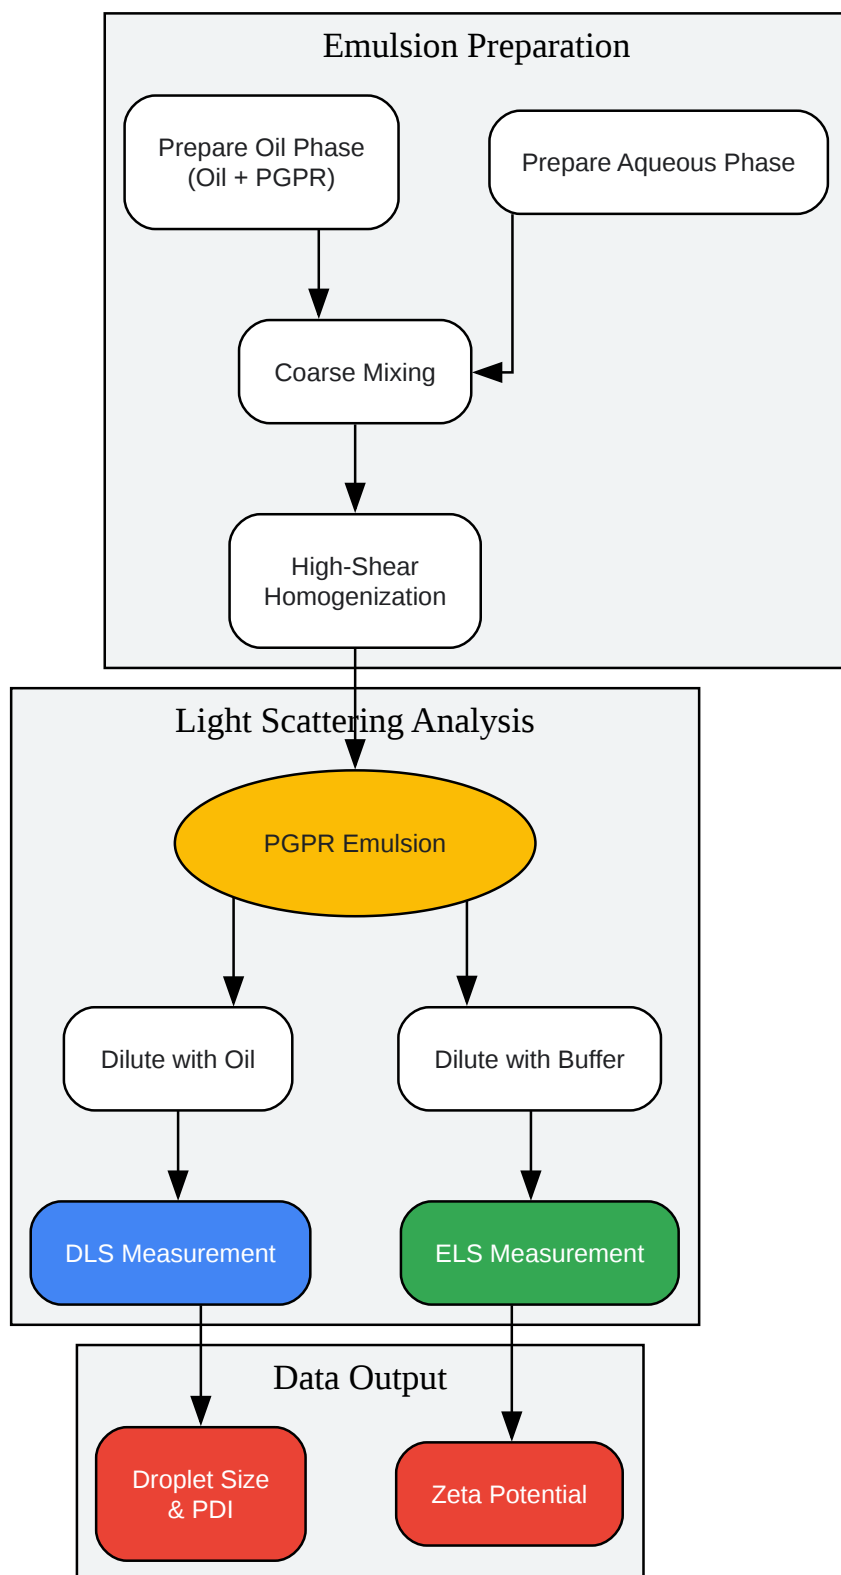 Emulsion Preparation
Prepare Oil Phase
(Oil + PGPR)
Prepare Aqueous Phase
Coarse Mixing
High-Shear
Homogenization
Light Scattering Analysis
PGPR Emulsion
Dilute with Oil
Dilute with Buffer
DLS Measurement
ELS Measurement
Data Output
Droplet Size
& PDI
Zeta Potential